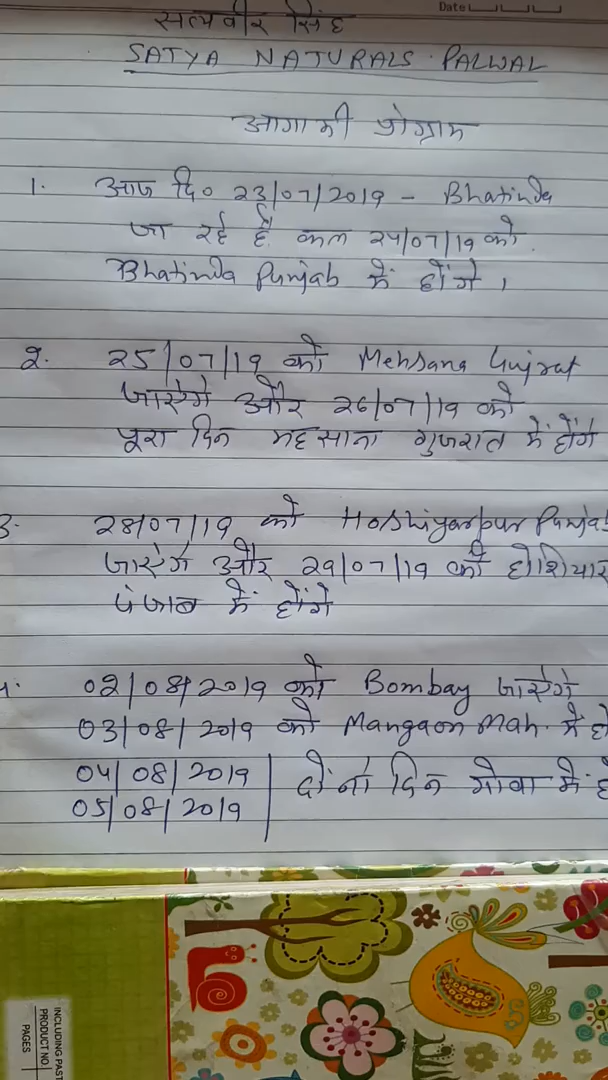 Date
सत्यवीर सिंह
SATYA NATURALS PALWAL
आगामी प्रोग्राम
1. आज दि० 23/07/2019 - Bhatinda
जा रहे हैं कल 24/07/19 को
Bhatinda Punjab में होंगे।
2. 25/07/19 को Mehsana Gujrat
जाएंगे और 26/07/19 को
पूरा दिन महसाना गुजरात में होंगे
3. 28/07/19 को Hoshiyarpur Punjab
जाएंगे और 29/07/19 को होशियार
पंजाब में होंगे
4. 02/08/2019 को Bombay जाएंगे
03/08/2019 को Mangaon Mah. में
04/08/2019 दोंनो दिन गोवा में
05/08/2019
INCLUDING PAST
PRODUCT NO
PAGES